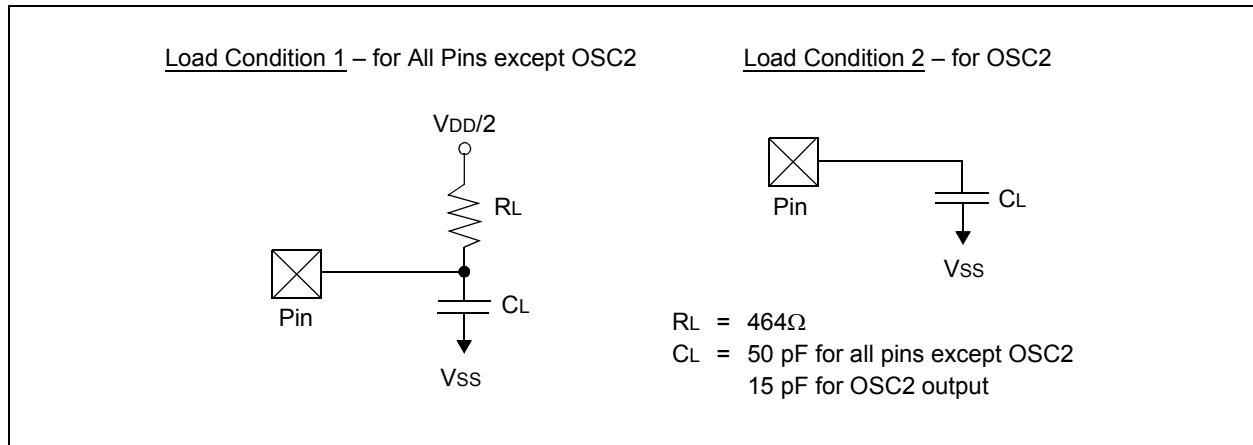 Load Condition 1 – for All Pins except OSC2
Load Condition 2 – for OSC2
VDD/2
RL
Pin
CL
VSS
Pin
CL
VSS
RL = 464Ω
CL = 50 pF for all pins except OSC2
15 pF for OSC2 output